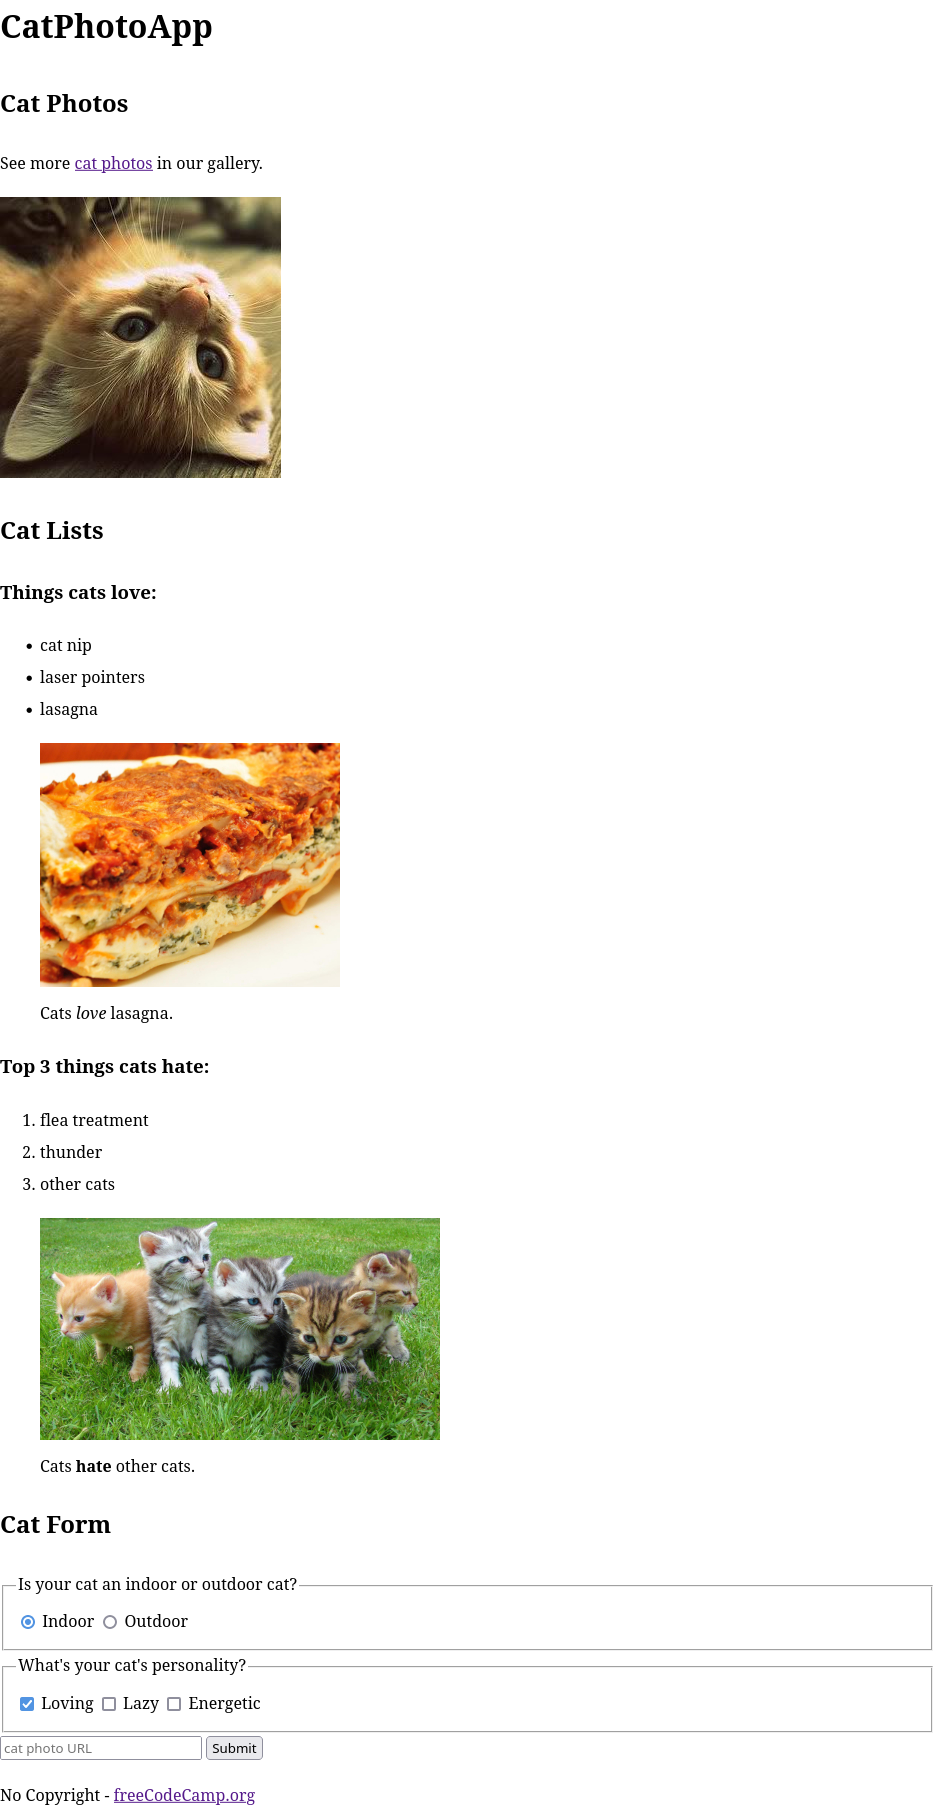 CatPhotoApp
Cat Photos
See more cat photos in our gallery.
Cat Lists
Things cats love:
• cat nip
• laser pointers
• lasagna
Cats love lasagna.
Top 3 things cats hate:
1. flea treatment
2. thunder
3. other cats
Cats hate other cats.
Cat Form
Is your cat an indoor or outdoor cat?
Indoor Outdoor
What's your cat's personality?
Loving Lazy Energetic
cat photo URL Submit
No Copyright - freeCodeCamp.org